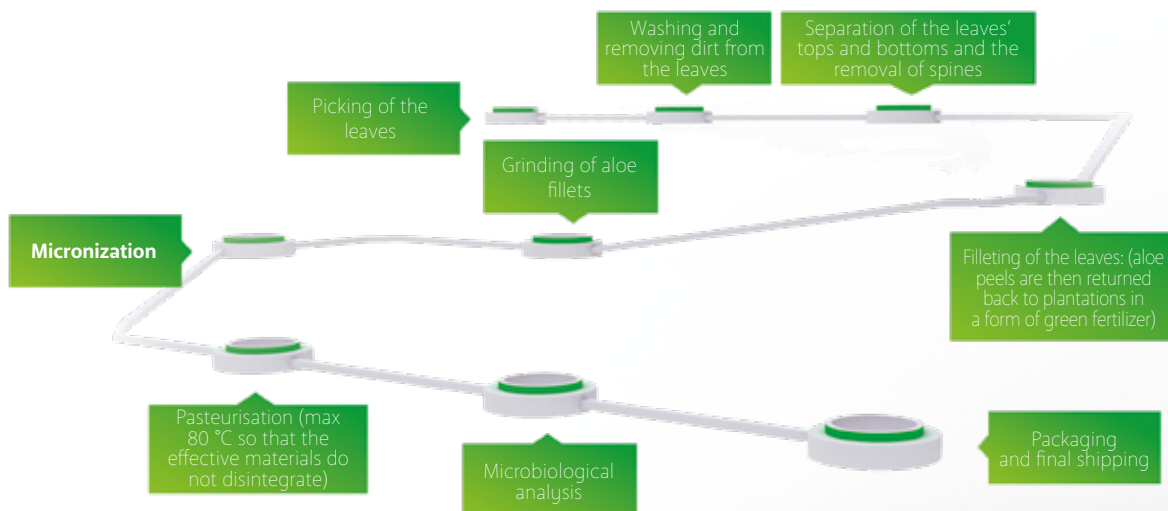 Picking of the
leaves
Washing and
removing dirt from
the leaves
Separation of the leaves’
tops and bottoms and the
removal of spines
Filleting of the leaves: (aloe
peels are then returned
back to plantations in
a form of green fertilizer)
Grinding of aloe
fillets
Micronization
Pasteurisation (max
80 °C so that the
effective materials do
not disintegrate)
Microbiological
analysis
Packaging
and final shipping